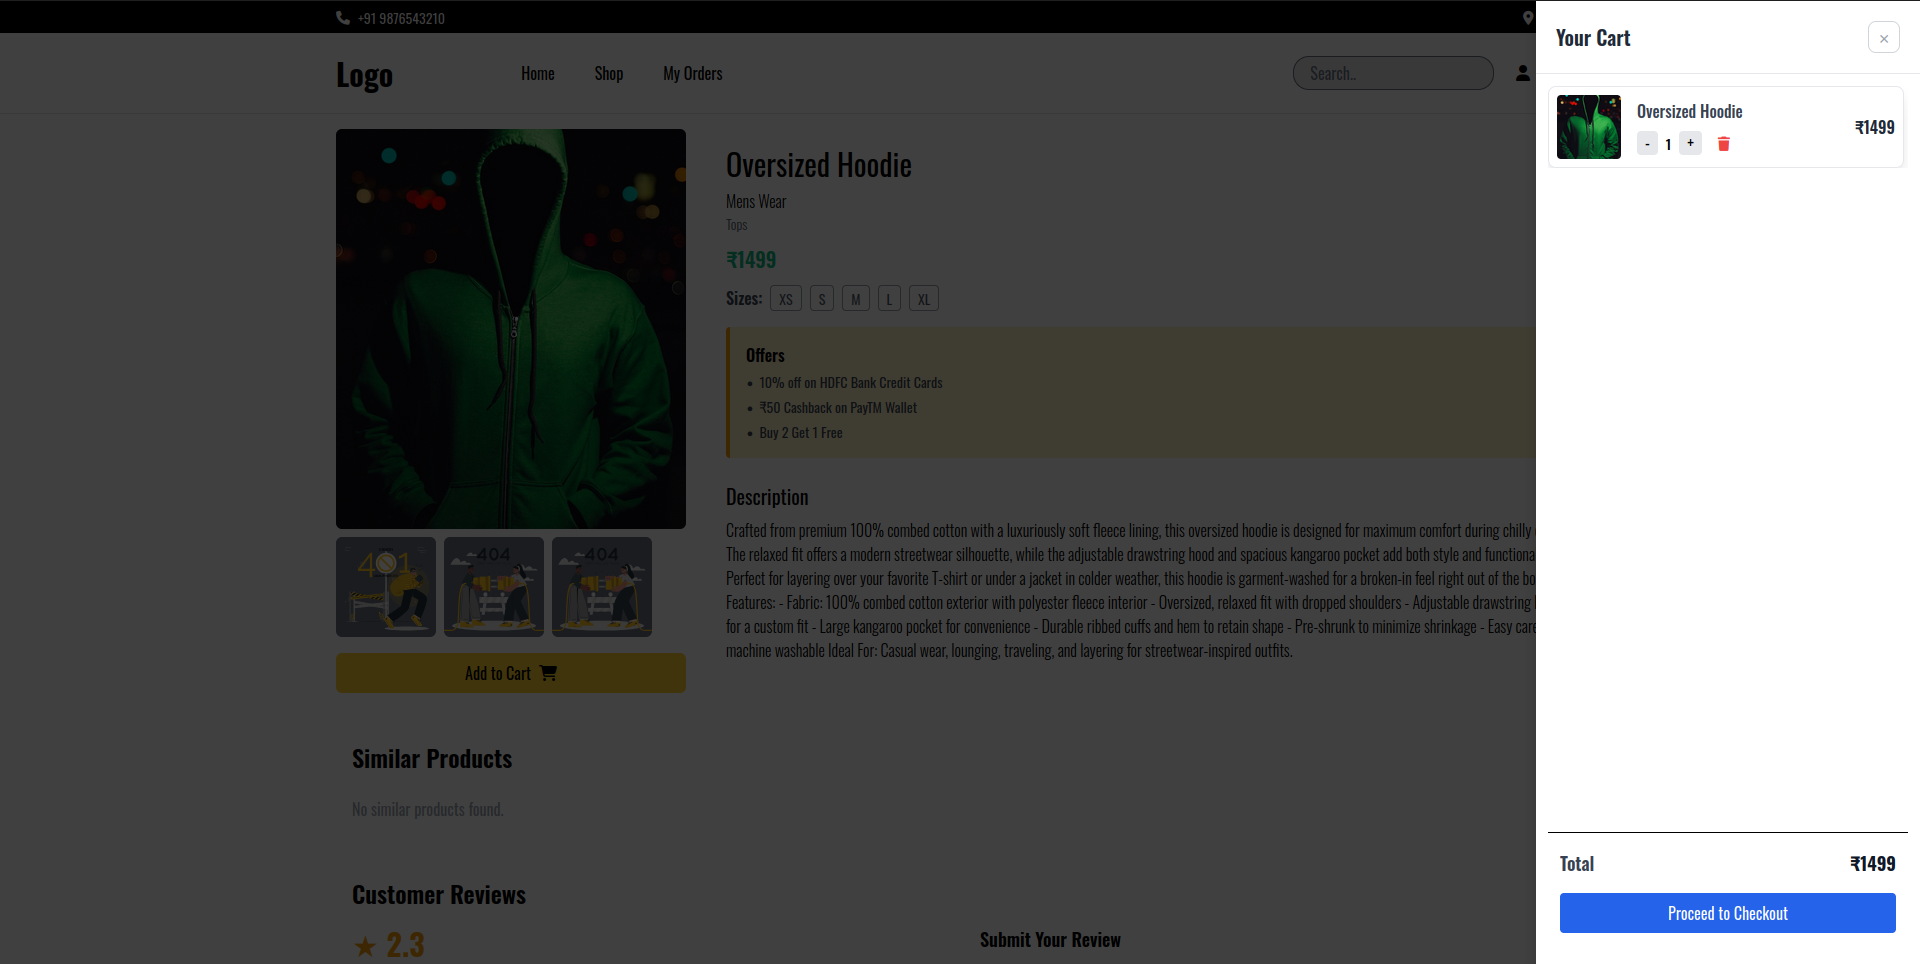 +91 9876543210
Logo
Home
Shop
My Orders
Search..
Oversized Hoodie
Mens Wear
Tops
₹1499
Sizes: XS S M L XL
Offers
• 10% off on HDFC Bank Credit Cards
• ₹50 Cashback on PayTM Wallet
• Buy 2 Get 1 Free
Description
Crafted from premium 100% combed cotton with a luxuriously soft fleece lining, this oversized hoodie is designed for maximum comfort during chilly
The relaxed fit offers a modern streetwear silhouette, while the adjustable drawstring hood and spacious kangaroo pocket add both style and
Perfect for layering over your favorite T-shirt or under a jacket in colder weather, this hoodie is garment-washed for a broken-in feel right out of the
Features: - Fabric: 100% combed cotton exterior with polyester fleece interior - Oversized, relaxed fit with dropped shoulders - Adjustable drawstring
for a custom fit - Large kangaroo pocket for convenience - Durable ribbed cuffs and hem to retain shape - Pre-shrunk to minimize shrinkage - Easy care
machine washable Ideal For: Casual wear, lounging, traveling, and layering for streetwear-inspired outfits.
401
404
404
Add to Cart
Similar Products
No similar products found.
Customer Reviews
★ 2.3
Submit Your Review
Your Cart
×
Oversized Hoodie
- 1 +
₹1499
Total
₹1499
Proceed to Checkout